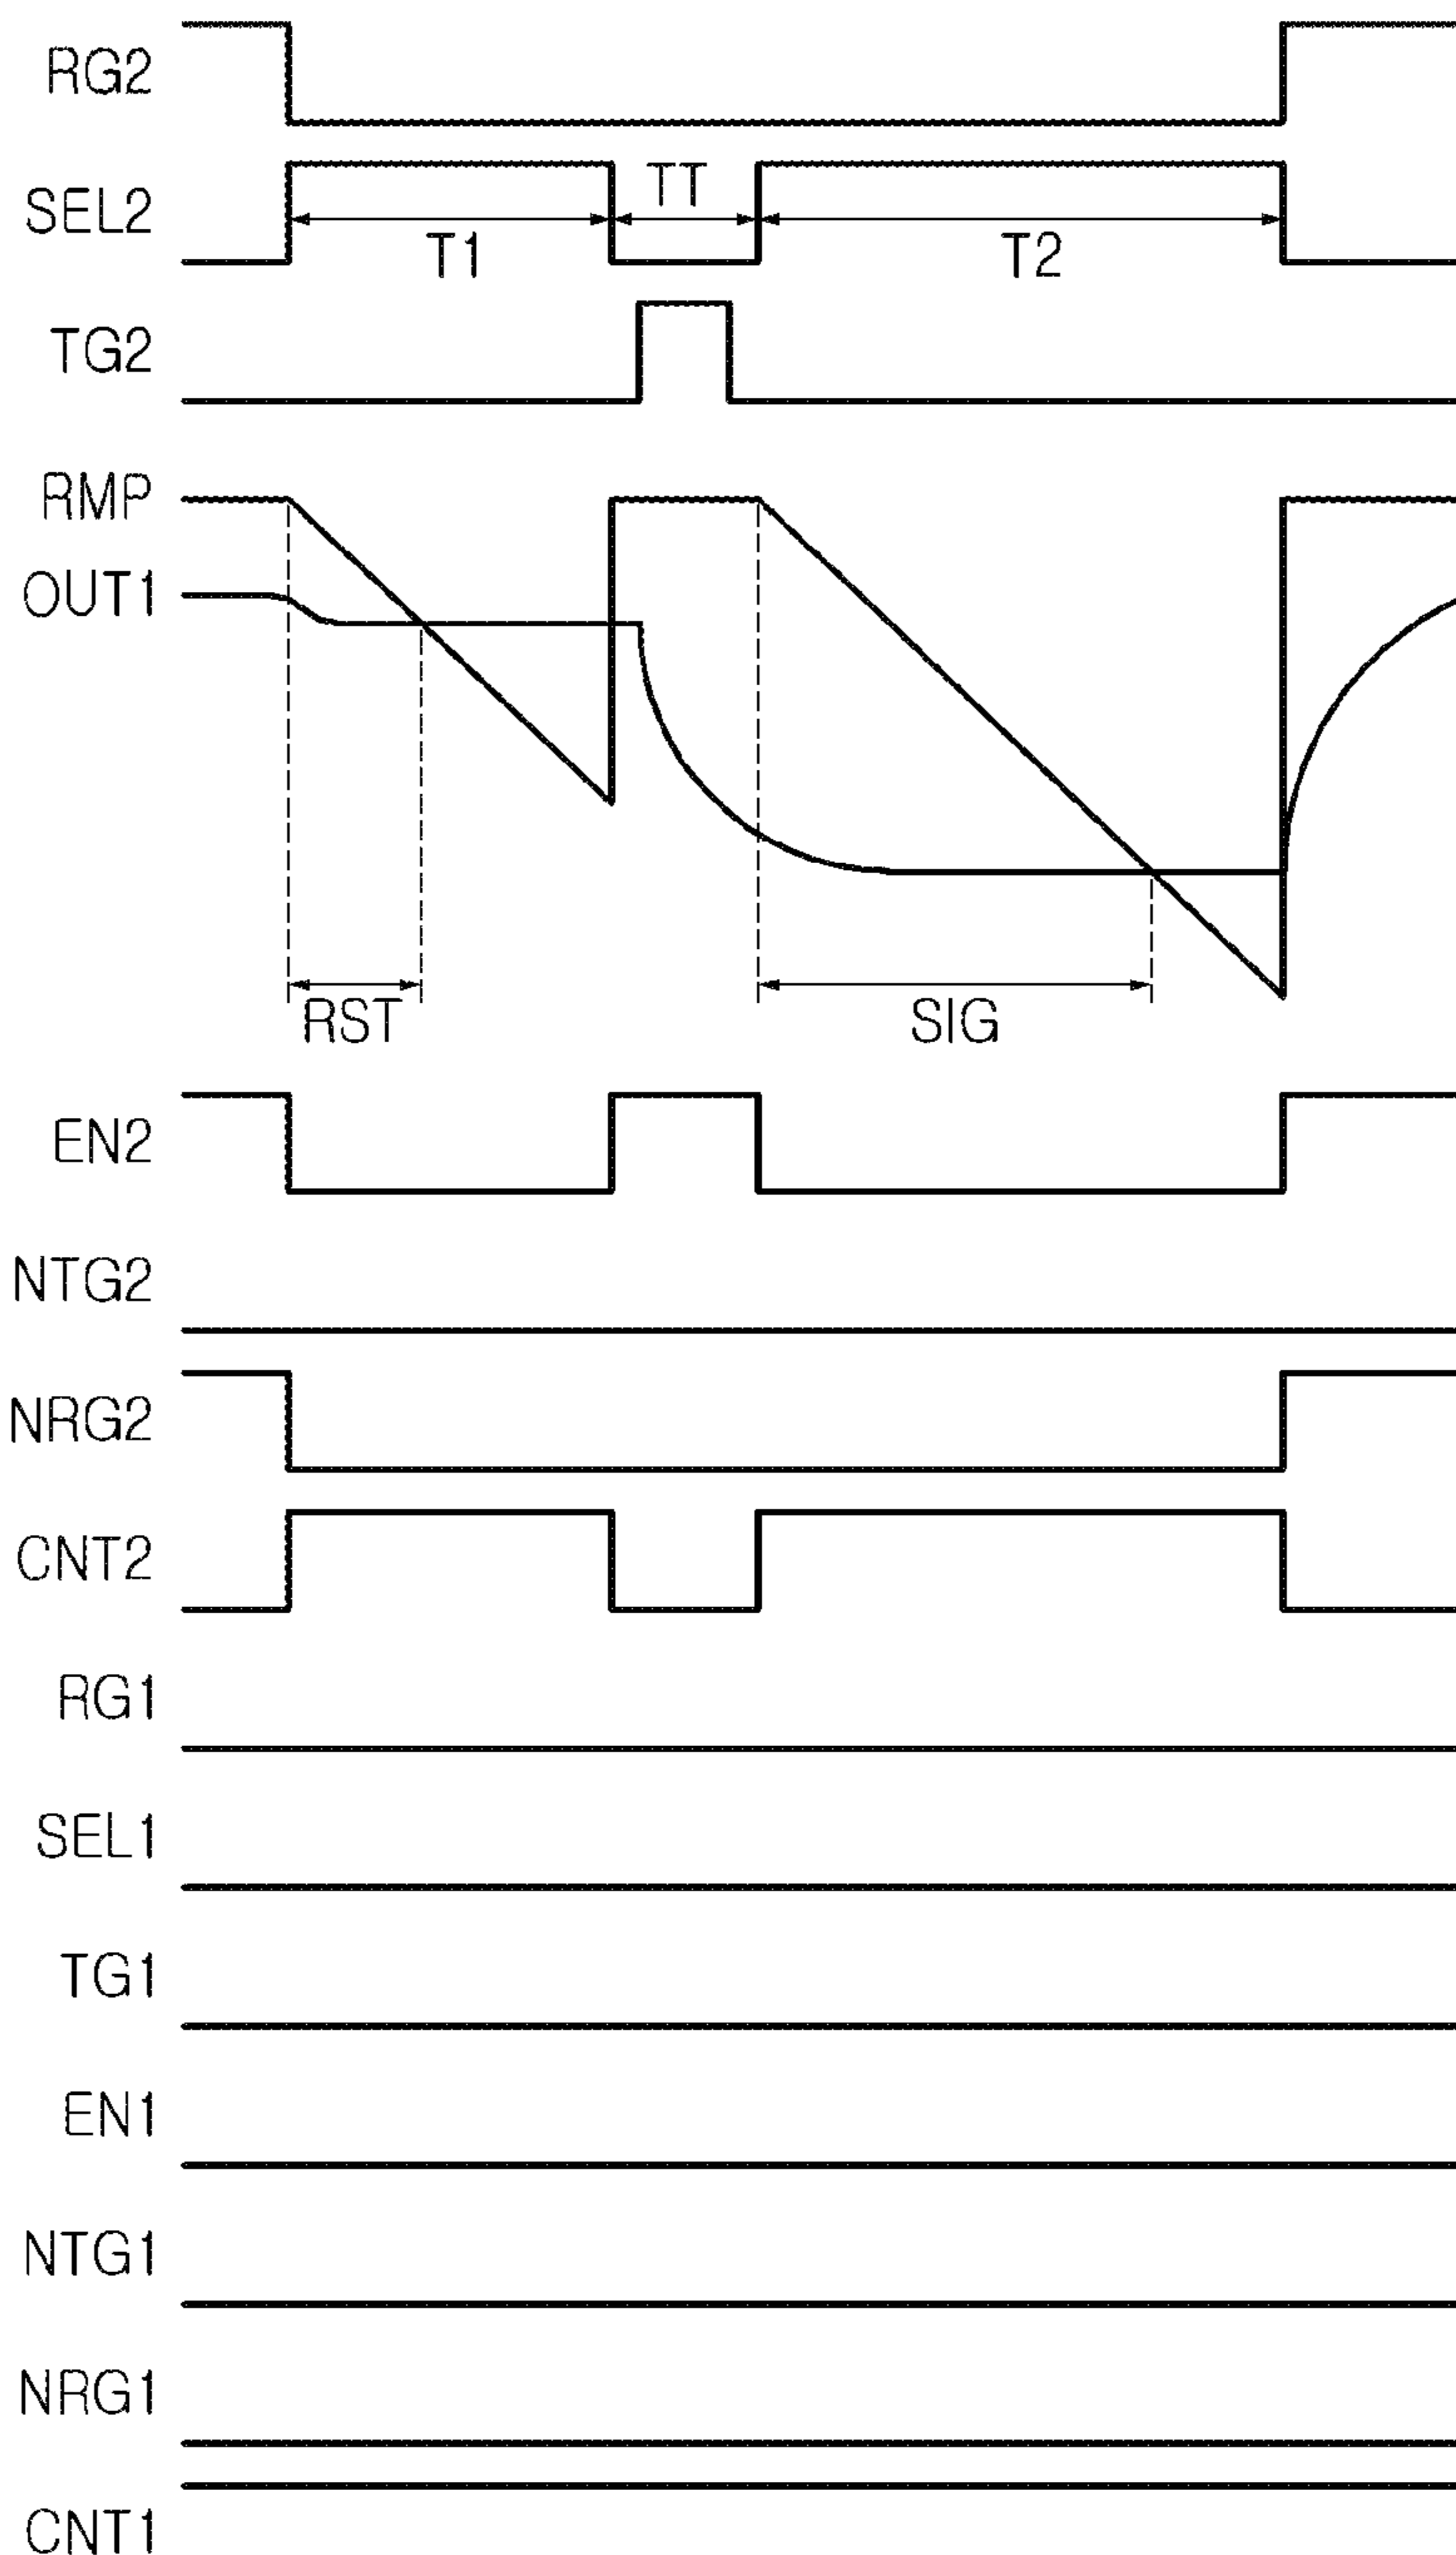 RG2
TT
SEL2
T1
T2
TG2
RMP
OUT1
RST
SIG
EN2
NTG2
NRG2
CNT2
RG1
SEL1
TG1
EN1
NTG1
NRG1
CNT1